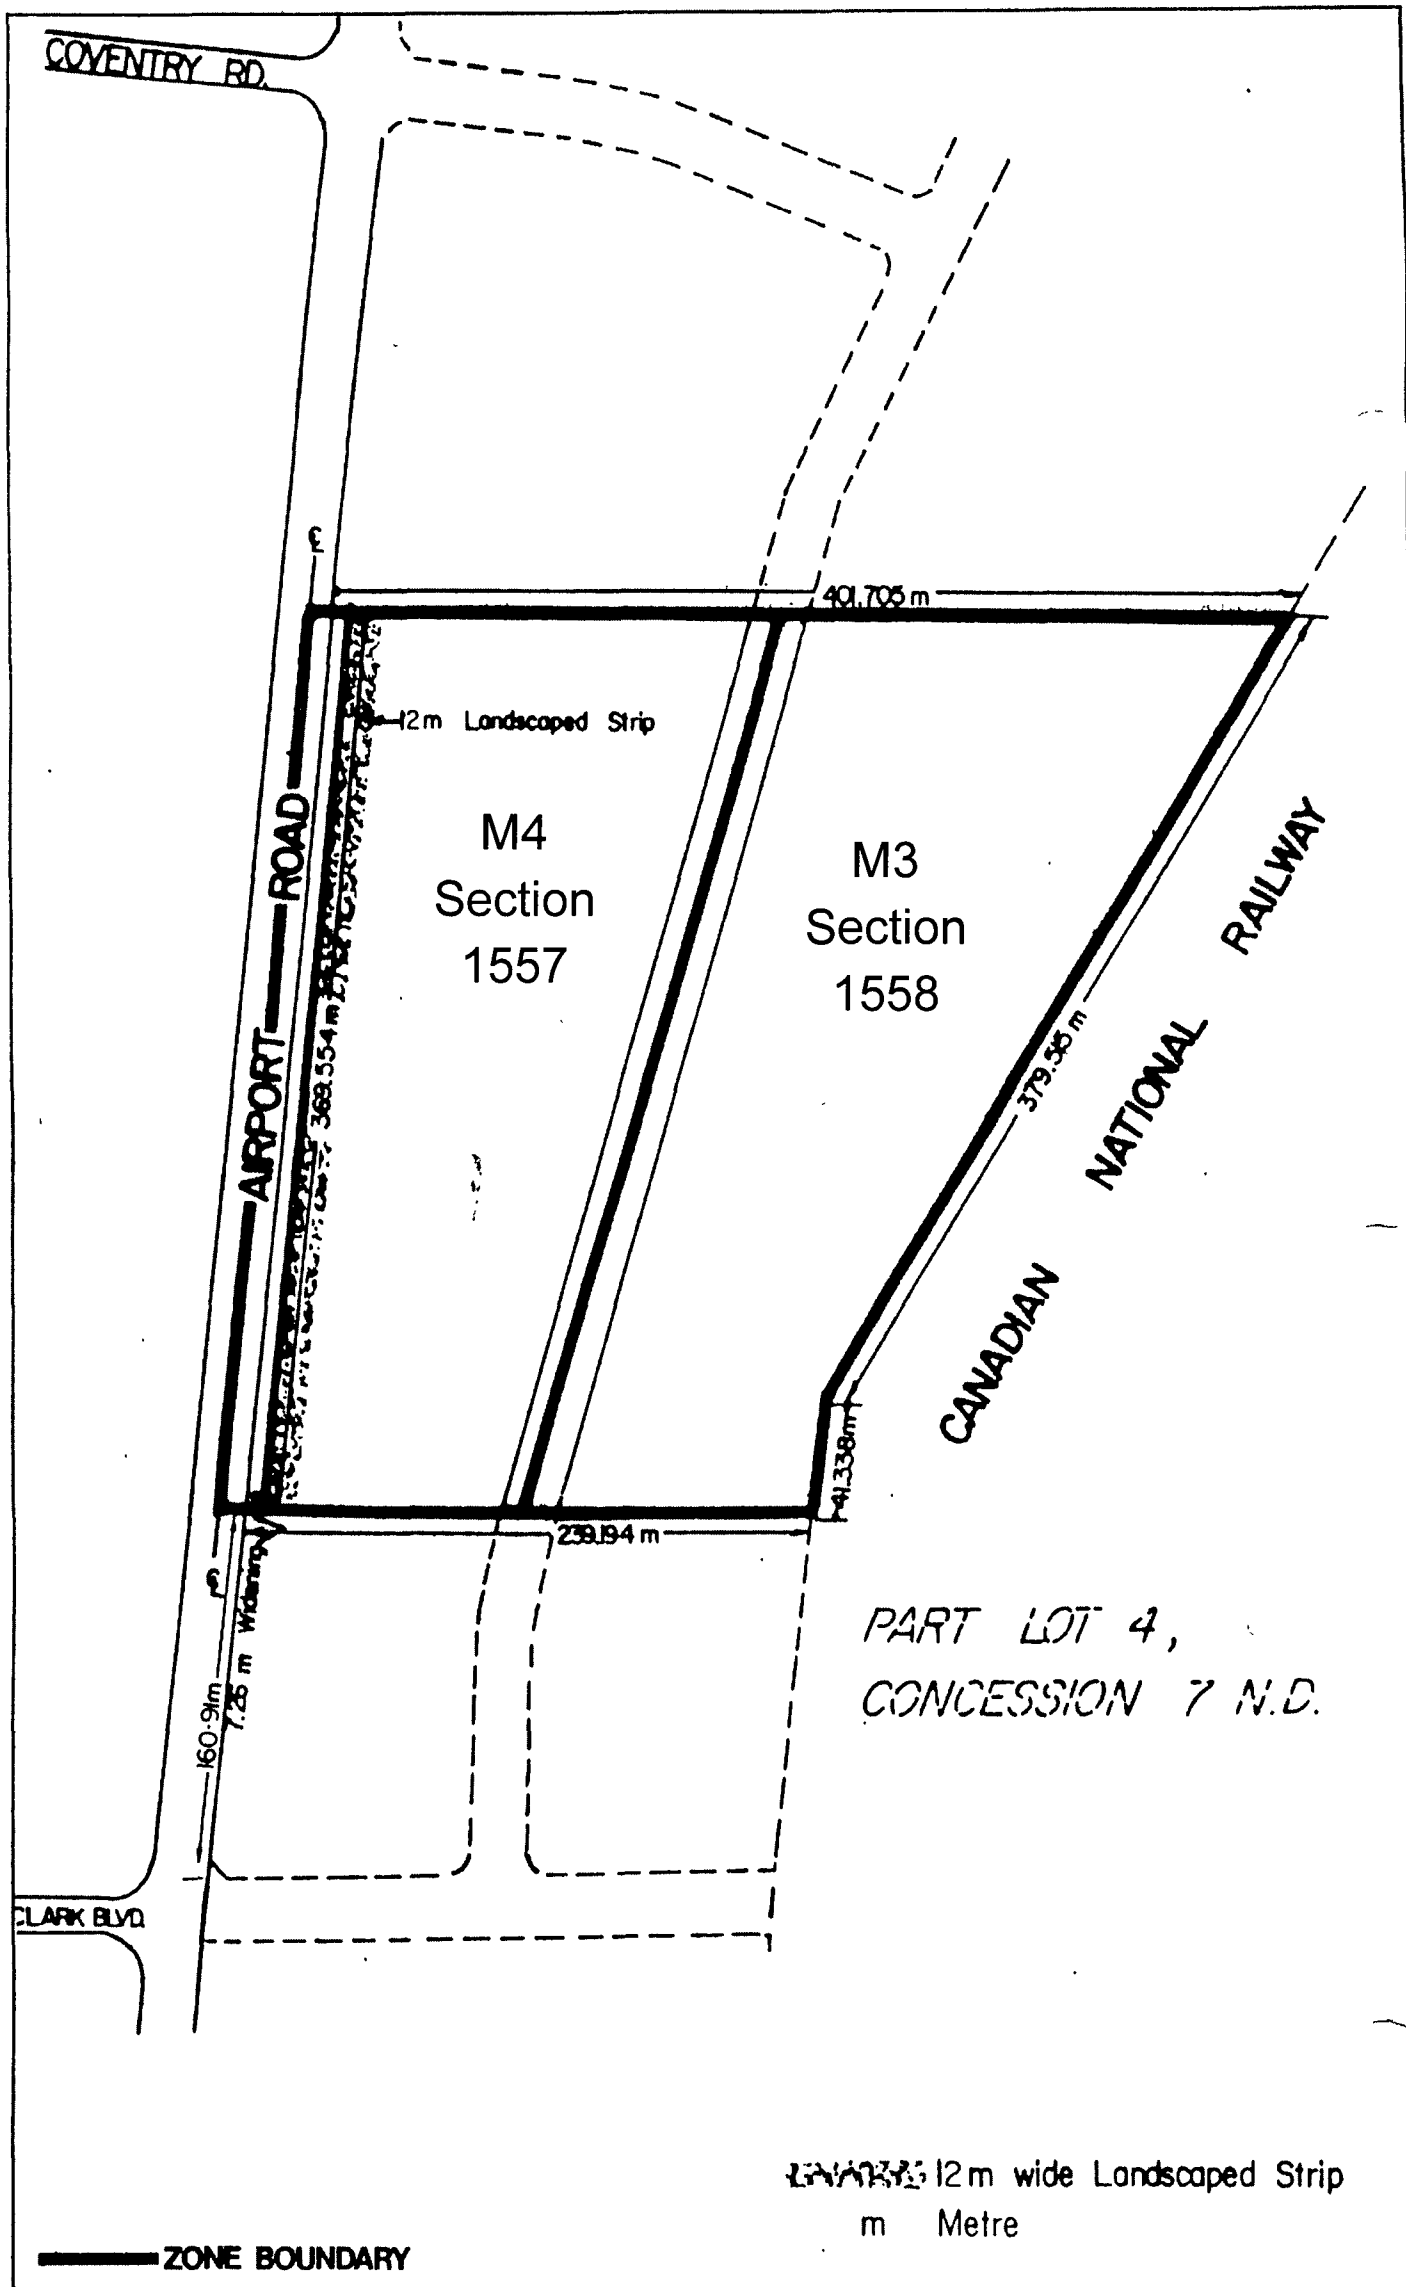 COVENTRY RD.
401.705 m
12m Landscaped Strip
M4
Section
1557
M3
Section
1558
AIRPORT ROAD
369.554 m
379.515 m
CANADIAN NATIONAL RAILWAY
41.338m
239.194 m
7.25 m Widening
160.91m
PART LOT 4,
CONCESSION 7 N.D.
CLARK BLVD.
12m wide Landscaped Strip
m Metre
ZONE BOUNDARY